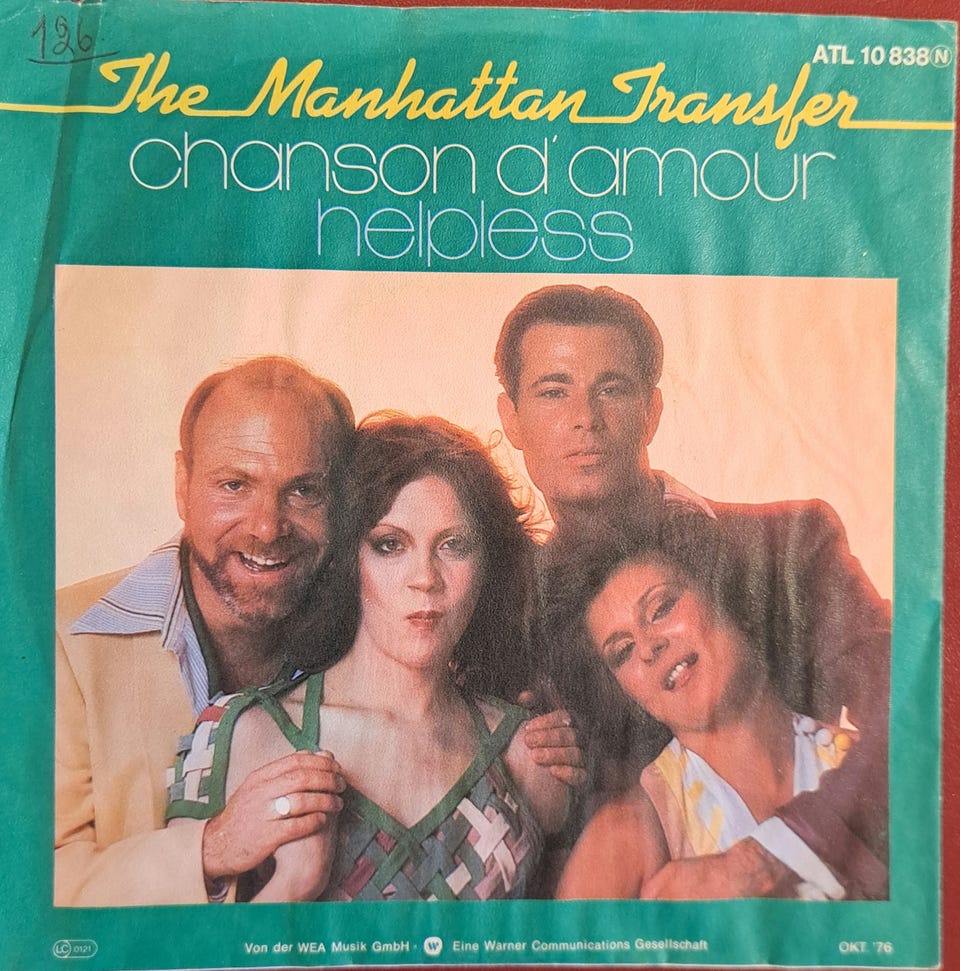 126.
ATL 10 838 Ⓝ
The Manhattan Transfer
chanson d'amour
helpless
LC 0121
Von der WEA Musik GmbH · W Eine Warner Communications Gesellschaft
OKT '76